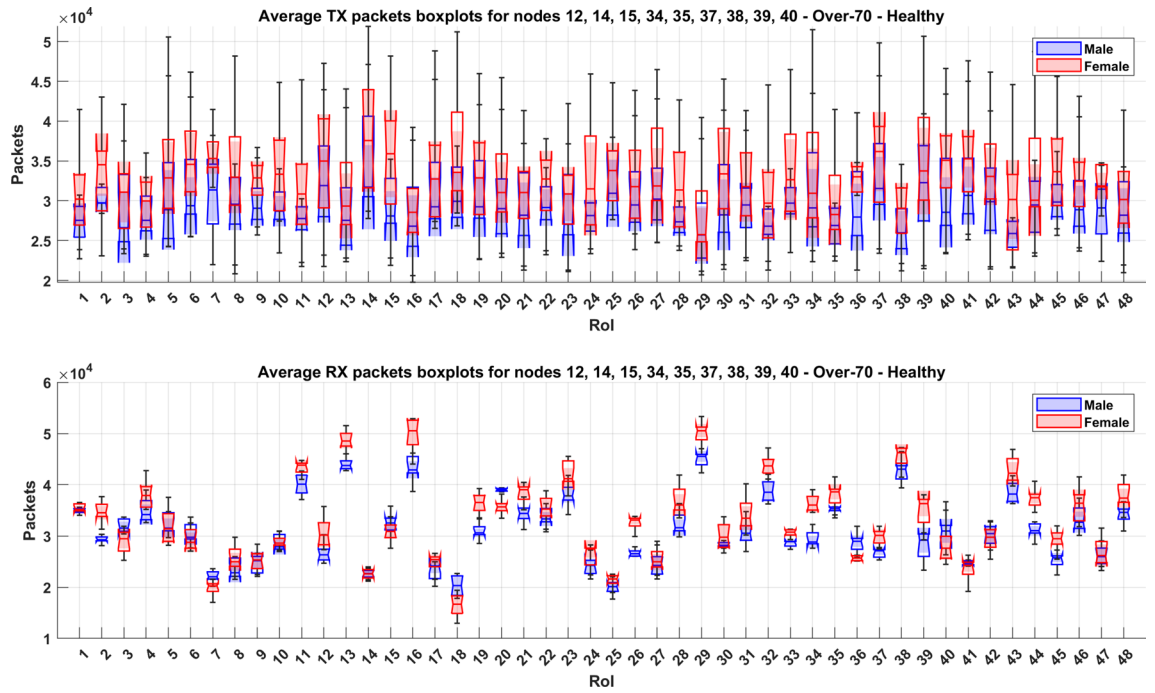 Average TX packets boxplots for nodes 12, 14, 15, 34, 35, 37, 38, 39, 40 - Over-70 - Healthy
×10⁴
5
4.5
4
3.5
3
2.5
2
Packets
Male
Female
1 2 3 4 5 6 7 8 9 10 11 12 13 14 15 16 17 18 19 20 21 22 23 24 25 26 27 28 29 30 31 32 33 34 35 36 37 38 39 40 41 42 43 44 45 46 47 48
RoI
Average RX packets boxplots for nodes 12, 14, 15, 34, 35, 37, 38, 39, 40 - Over-70 - Healthy
×10⁴
6
5
4
3
2
1
Packets
Male
Female
1 2 3 4 5 6 7 8 9 10 11 12 13 14 15 16 17 18 19 20 21 22 23 24 25 26 27 28 29 30 31 32 33 34 35 36 37 38 39 40 41 42 43 44 45 46 47 48
RoI